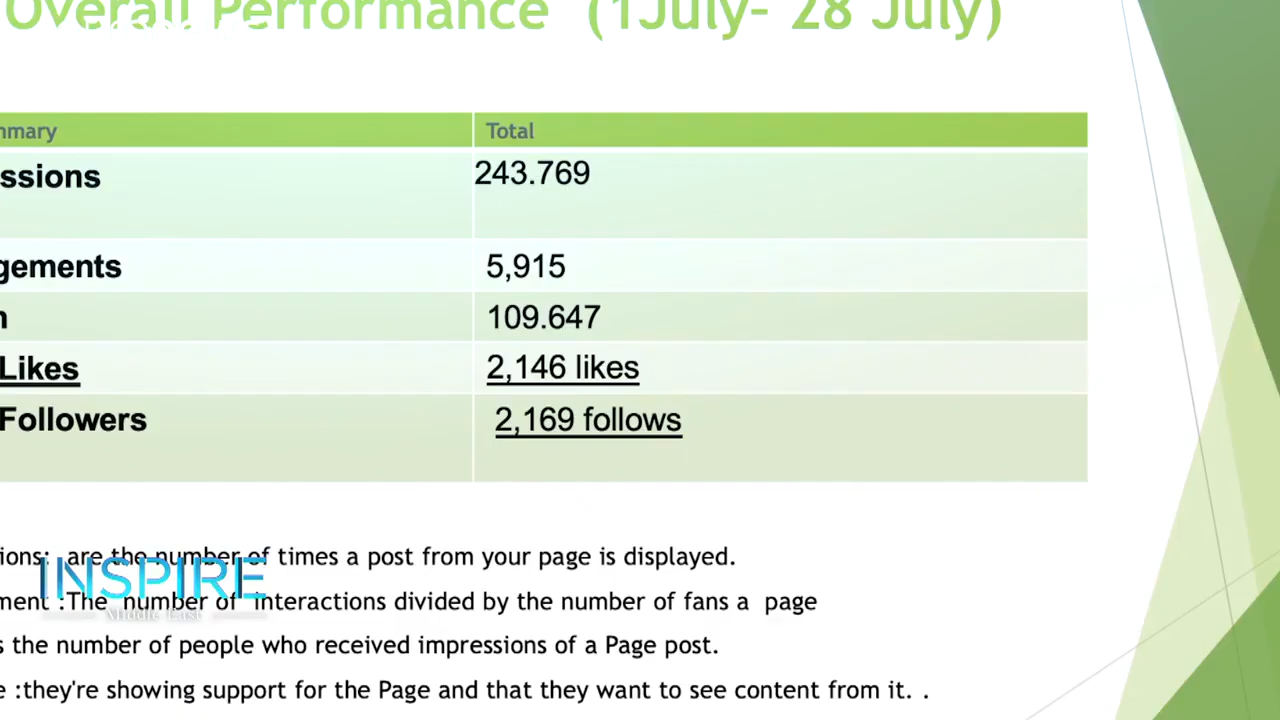 Overall Performance (1July– 28 July)
mmary
Total
ssions
243.769
gements
5,915
109.647
Likes
2,146 likes
Followers
2,169 follows
ions: are the number of times a post from your page is displayed.
ment :The number of interactions divided by the number of fans a page
s the number of people who received impressions of a Page post.
e :they're showing support for the Page and that they want to see content from it. .
INSPIRE
Middle East